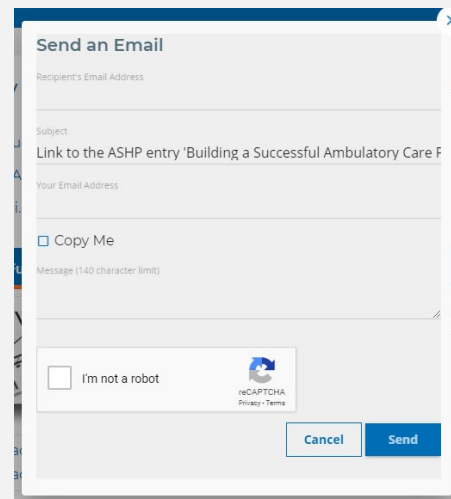 Send an Email
Recipient's Email Address
Subject
Link to the ASHP entry 'Building a Successful Ambulatory Care
Your Email Address
Copy Me
Message (140 character limit)
I'm not a robot
reCAPTCHA
Privacy - Terms
Cancel
Send